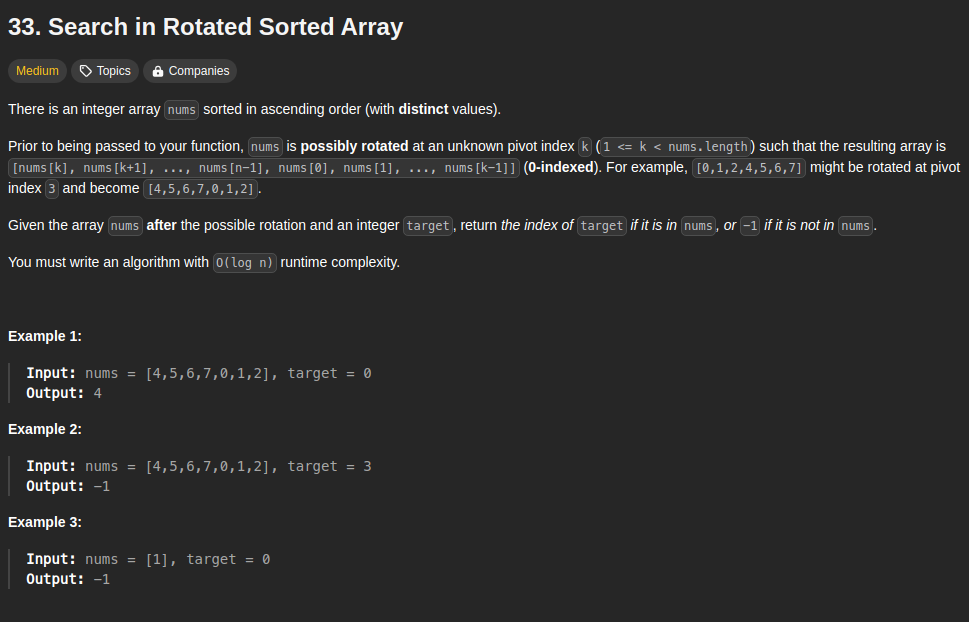 33. Search in Rotated Sorted Array
Medium Topics Companies
There is an integer array nums sorted in ascending order (with distinct values).
Prior to being passed to your function, nums is possibly rotated at an unknown pivot index k (1 <= k < nums.length) such that the resulting array is
[nums[k], nums[k+1], ..., nums[n-1], nums[0], nums[1], ..., nums[k-1]] (0-indexed). For example, [0,1,2,4,5,6,7] might be rotated at pivot
index 3 and become [4,5,6,7,0,1,2].
Given the array nums after the possible rotation and an integer target, return the index of target if it is in nums, or -1 if it is not in nums.
You must write an algorithm with O(log n) runtime complexity.
Example 1:
Input: nums = [4,5,6,7,0,1,2], target = 0
Output: 4
Example 2:
Input: nums = [4,5,6,7,0,1,2], target = 3
Output: -1
Example 3:
Input: nums = [1], target = 0
Output: -1